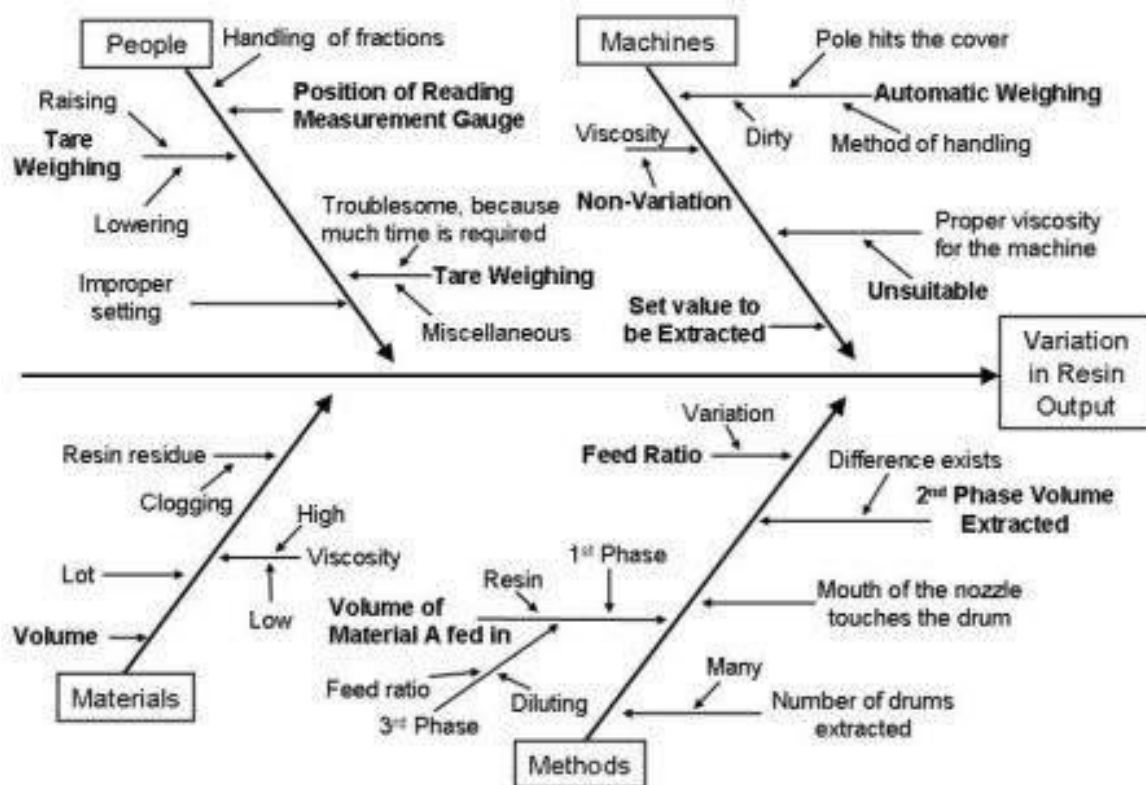 People
Handling of fractions
Position of Reading
Measurement Gauge
Raising
Tare
Weighing
Lowering
Troublesome, because
much time is required
Tare Weighing
Miscellaneous
Improper
setting
Machines
Pole hits the cover
Automatic Weighing
Dirty
Method of handling
Viscosity
Non-Variation
Proper viscosity
for the machine
Unsuitable
Set value to
be Extracted
Variation
in Resin
Output
Resin residue
Clogging
High
Viscosity
Low
Lot
Volume
Materials
Variation
Feed Ratio
Difference exists
2nd Phase Volume
Extracted
1st Phase
Resin
Volume of
Material A fed in
Mouth of the nozzle
touches the drum
Feed ratio
Diluting
3rd Phase
Many
Number of drums
extracted
Methods